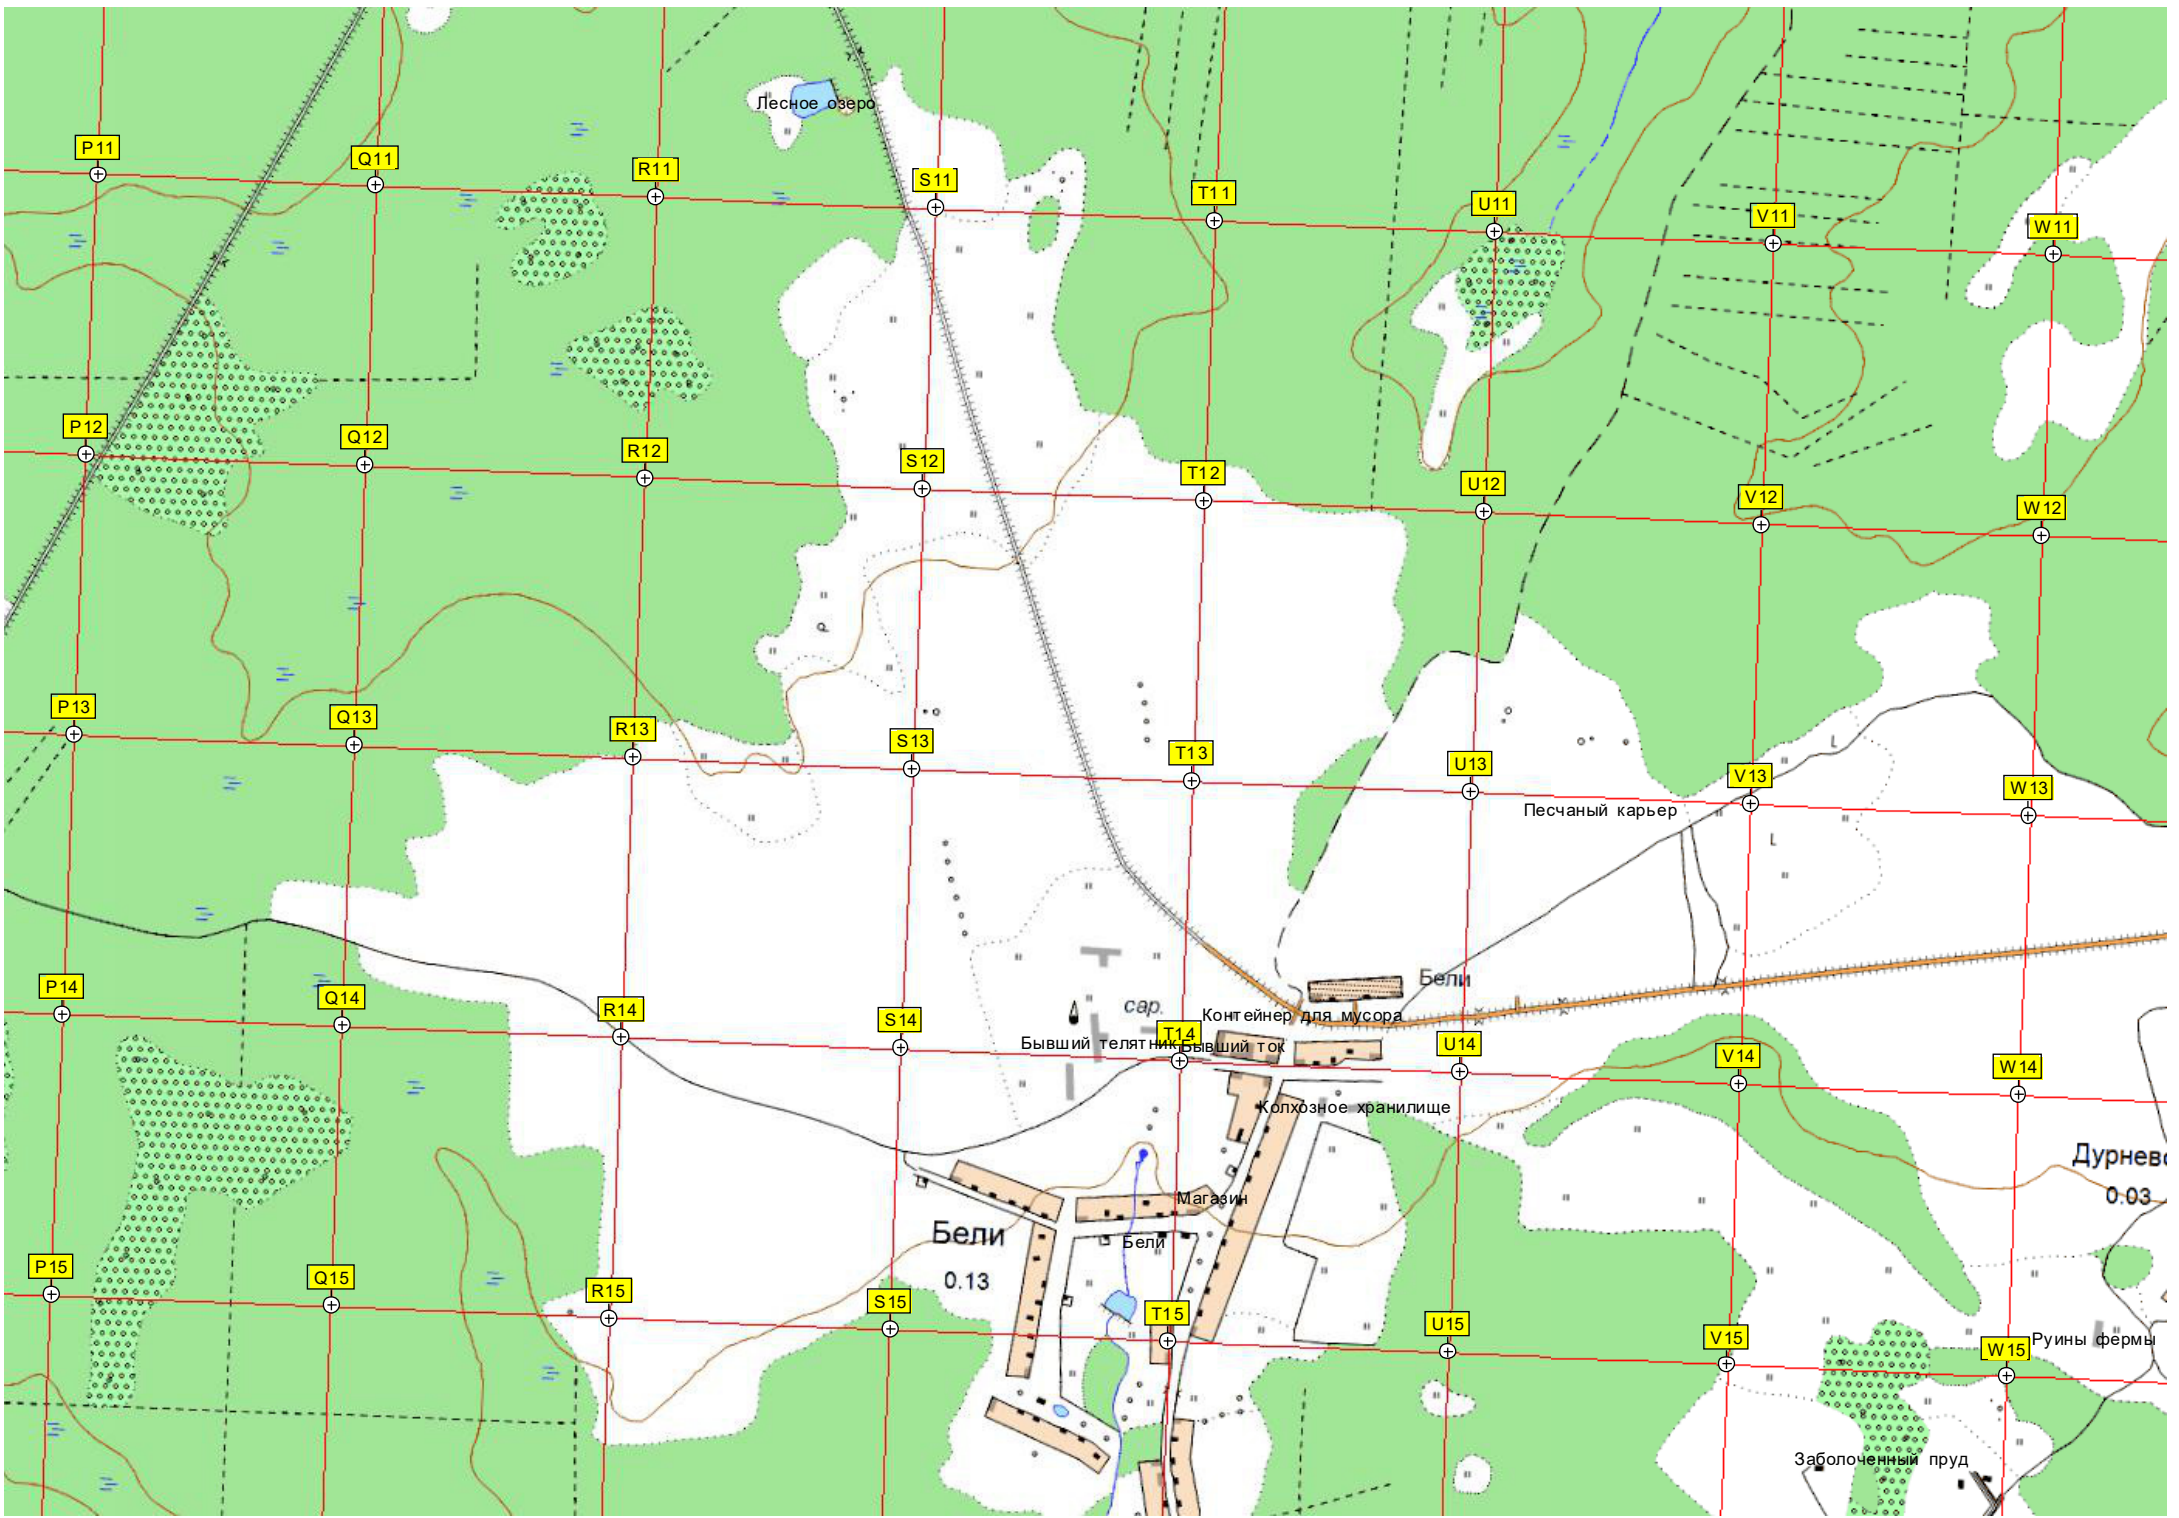 Лесное озеро
P11
Q11
R11
S11
T11
U11
V11
W11
P12
Q12
R12
S12
T12
U12
V12
W12
P13
Q13
R13
S13
T13
U13
V13
W13
Песчаный карьер
Бели
P14
Q14
R14
S14
сар.
Контейнер для мусора
T14
Бывший телятник
Бывший ток
U14
V14
W14
Колхозное хранилище
Дурнево
0.03
Магазин
Бели
Бели
0.13
P15
Q15
R15
S15
T15
U15
V15
W15
Руины фермы
Заболоченный пруд